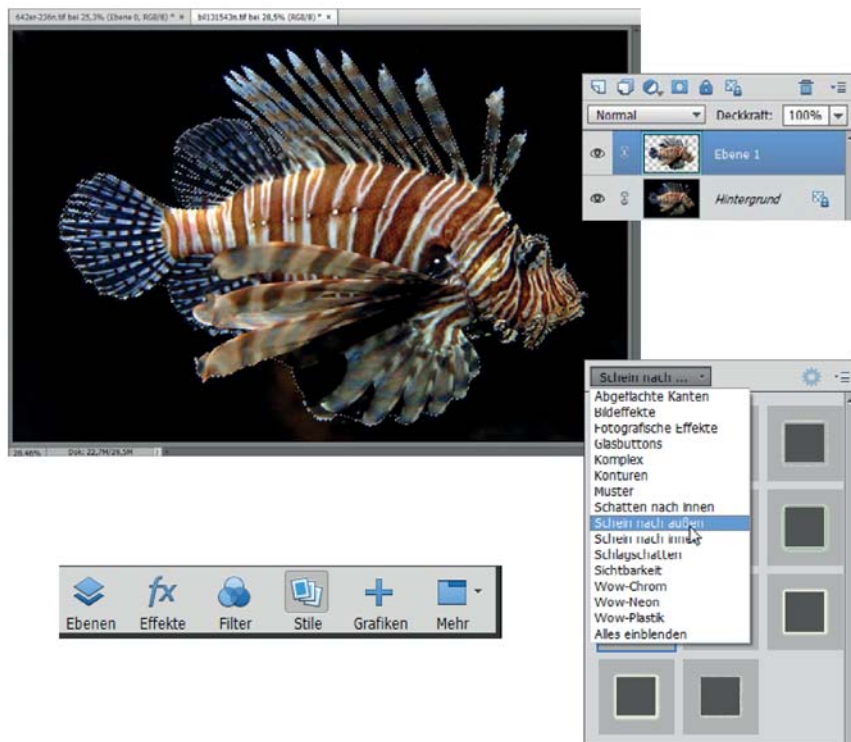 642er-236n.tif bei 25,3% (Ebene 0, RGB/8) * ×
bil131543n.tif bei 28,5% (RGB/8) * ×
Normal
Deckkraft: 100%
Ebene 1
Hintergrund
28,48% Dok: 22,7M/29,5M
Schein nach ...
Abgeflachte Kanten
Bildeffekte
Fotografische Effekte
Glasbuttons
Komplex
Konturen
Muster
Schatten nach innen
Schein nach außen
Schein nach innen
Schlagschatten
Sichtbarkeit
Wow-Chrom
Wow-Neon
Wow-Plastik
Alles einblenden
fx
Ebenen Effekte Filter Stile Grafiken Mehr